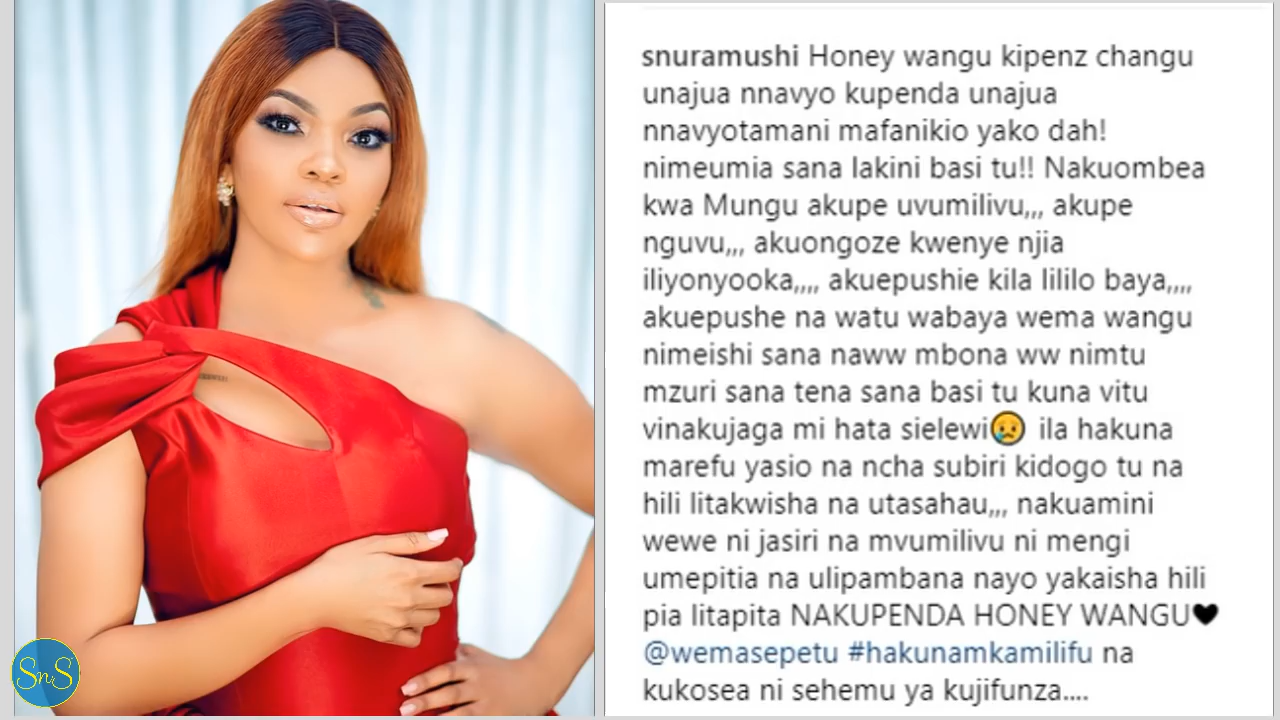 snuramushi Honey wangu kipenz changu
unajua nnavyo kupenda unajua
nnavyotamani mafanikio yako dah!
nimeumia sana lakini basi tu!! Nakuombea
kwa Mungu akupe uvumilivu,,, akupe
nguvu,,, akuongoze kwenye njia
iliyonyooka,,,, akuepushie kila lililo baya,,,,
akuepushe na watu wabaya wema wangu
nimeishi sana naww mbona ww nimtu
mzuri sana tena sana basi tu kuna vitu
vinakujaga mi hata sielewi😥 ila hakuna
marefu yasio na ncha subiri kidogo tu na
hili litakwisha na utasahau,,, nakuamini
wewe ni jasiri na mvumilivu ni mengi
umepitia na ulipambana nayo yakaisha hili
pia litapita NAKUPENDA HONEY WANGU♥
@wemasepetu #hakunamkamilifu na
kukosea ni sehemu ya kujifunza....
SnS